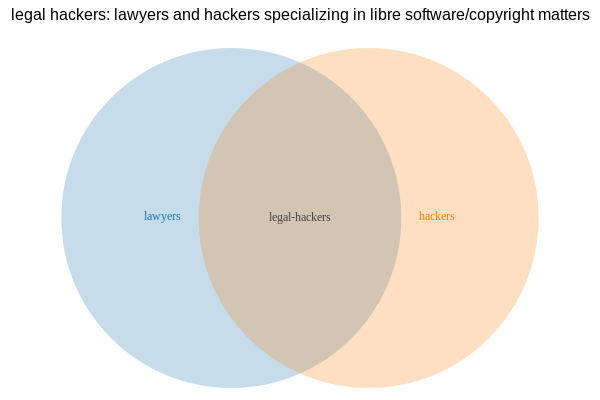 legal hackers: lawyers and hackers specializing in libre software/copyright matters
lawyers
legal-hackers
hackers